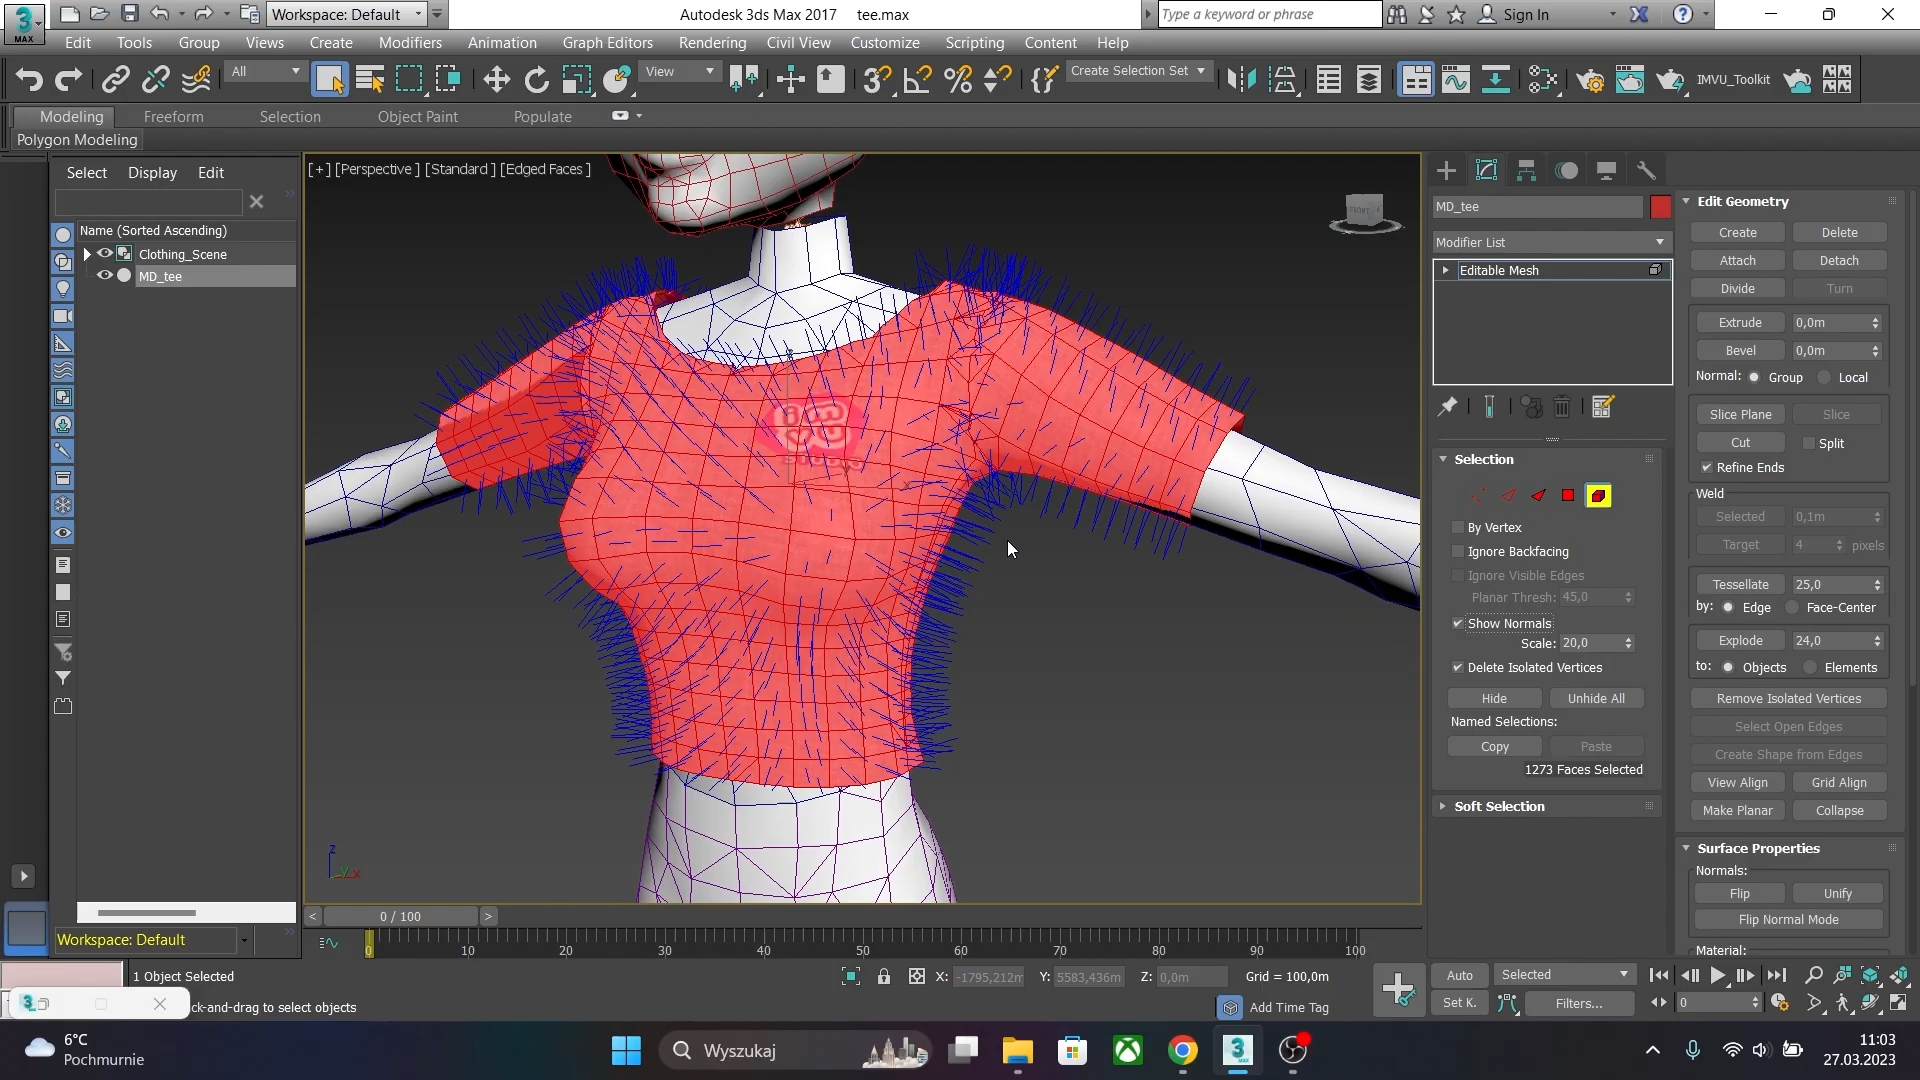 Workspace: Default
Autodesk 3ds Max 2017 tee.max
Type a keyword or phrase
Sign In
MAX
Edit Tools Group Views Create Modifiers Animation Graph Editors Rendering Civil View Customize Scripting Content Help
All
View
Create Selection Set
IMVU_Toolkit
Modeling Freeform Selection Object Paint Populate
Polygon Modeling
Select Display Edit
Name (Sorted Ascending)
Clothing_Scene
MD_tee
[+] [Perspective ] [Standard ] [Edged Faces ]
FRONT
z
y x
MD_tee
Modifier List
Editable Mesh
Selection
By Vertex
Ignore Backfacing
Ignore Visible Edges
Planar Thresh: 45,0
Show Normals
Scale: 20,0
Delete Isolated Vertices
Hide Unhide All
Named Selections:
Copy Paste
1273 Faces Selected
Soft Selection
Edit Geometry
Create Delete
Attach Detach
Divide Turn
Extrude 0,0m
Bevel 0,0m
Normal: Group Local
Slice Plane Slice
Cut Split
Refine Ends
Weld
Selected 0,1m
Target 4 pixels
Tessellate 25,0
by: Edge Face-Center
Explode 24,0
to: Objects Elements
Remove Isolated Vertices
Select Open Edges
Create Shape from Edges
View Align Grid Align
Make Planar Collapse
Surface Properties
Normals:
Flip Unify
Flip Normal Mode
Material:
< 0 / 100 >
Workspace: Default
0 10 20 30 40 50 60 70 80 90 100
1 Object Selected
X: -1795,212m Y: 5583,436m Z: 0,0m Grid = 100,0m
Auto Selected
ck-and-drag to select objects
Add Time Tag
Set K. Filters... 0
6°C
Pochmurnie
Wyszukaj
11:03
27.03.2023